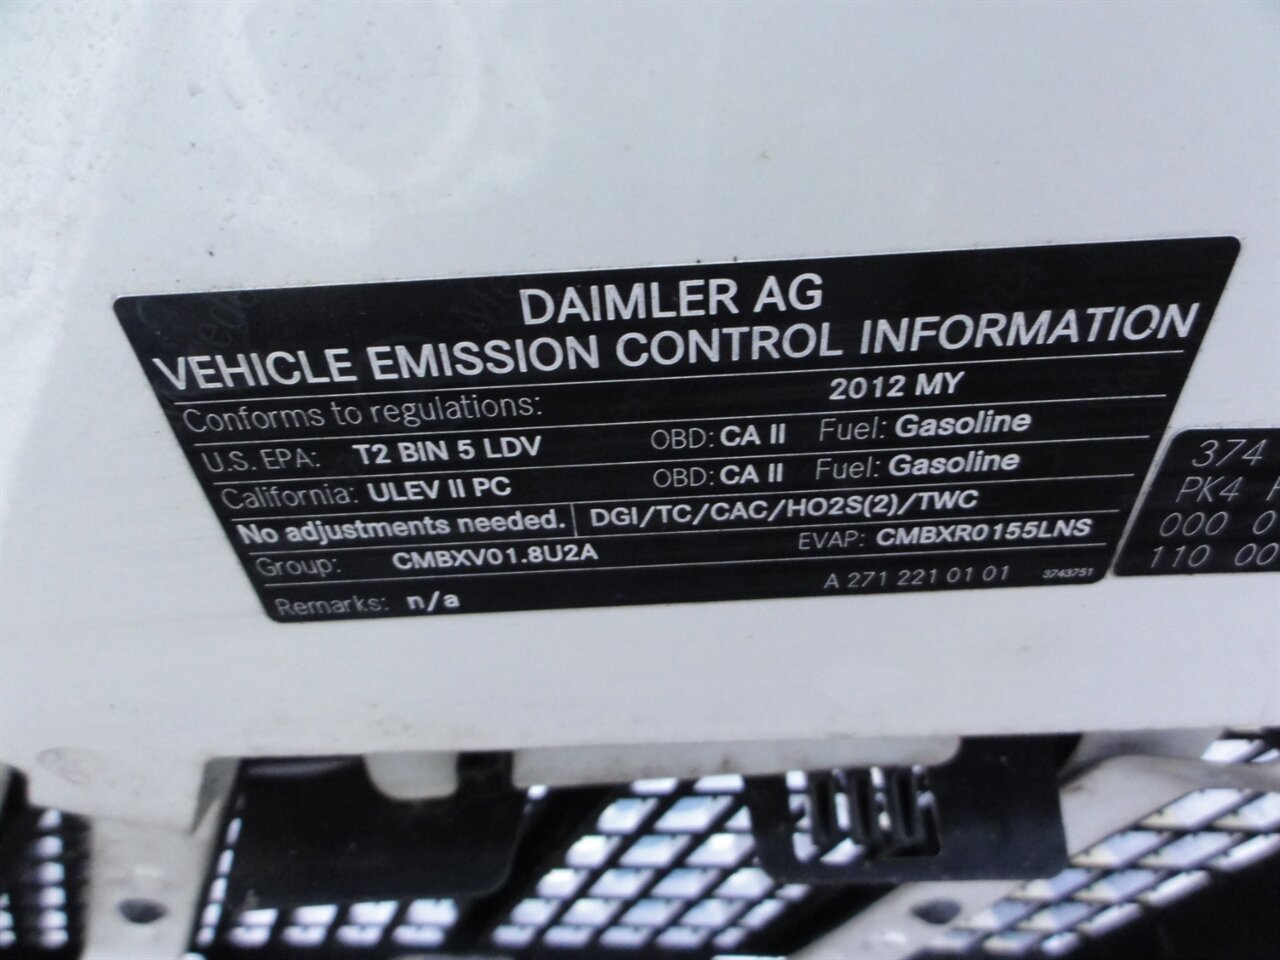 DAIMLER AG
VEHICLE EMISSION CONTROL INFORMATION
Conforms to regulations: 2012 MY
U.S. EPA: T2 BIN 5 LDV OBD: CA II Fuel: Gasoline
California: ULEV II PC OBD: CA II Fuel: Gasoline
No adjustments needed. DGI/TC/CAC/HO2S(2)/TWC
Group: CMBXV01.8U2A EVAP: CMBXR0155LNS
Remarks: n/a A 271 221 01 01 3743751
374
PK4
000 0
110 00